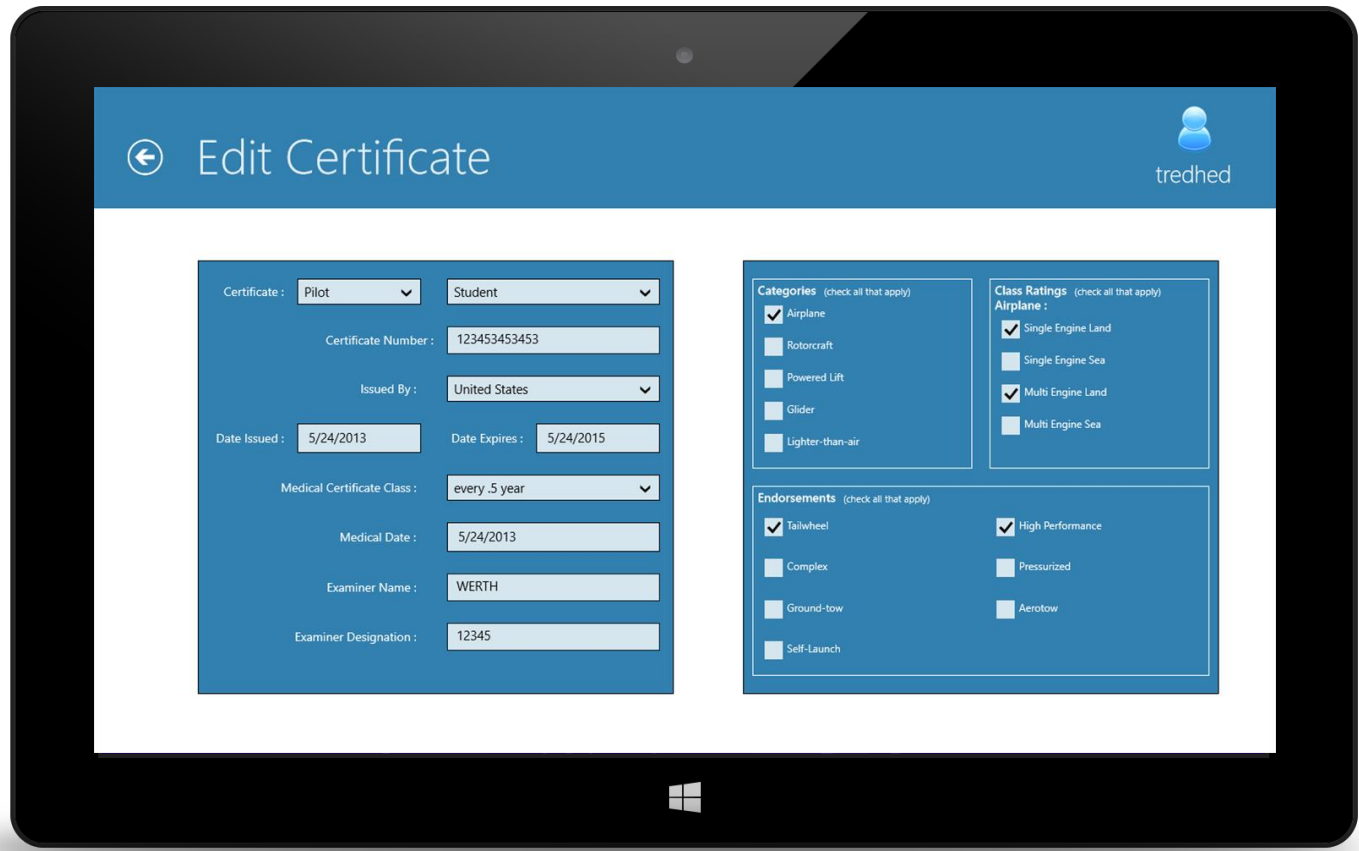 Edit Certificate
tredhed
Certificate : Pilot Student
Certificate Number : 123453453453
Issued By : United States
Date Issued : 5/24/2013 Date Expires : 5/24/2015
Medical Certificate Class : every .5 year
Medical Date : 5/24/2013
Examiner Name : WERTH
Examiner Designation : 12345
Categories (check all that apply)
Airplane
Rotorcraft
Powered Lift
Glider
Lighter-than-air
Class Ratings (check all that apply)
Airplane :
Single Engine Land
Single Engine Sea
Multi Engine Land
Multi Engine Sea
Endorsements (check all that apply)
Tailwheel High Performance
Complex Pressurized
Ground-tow Aerotow
Self-Launch